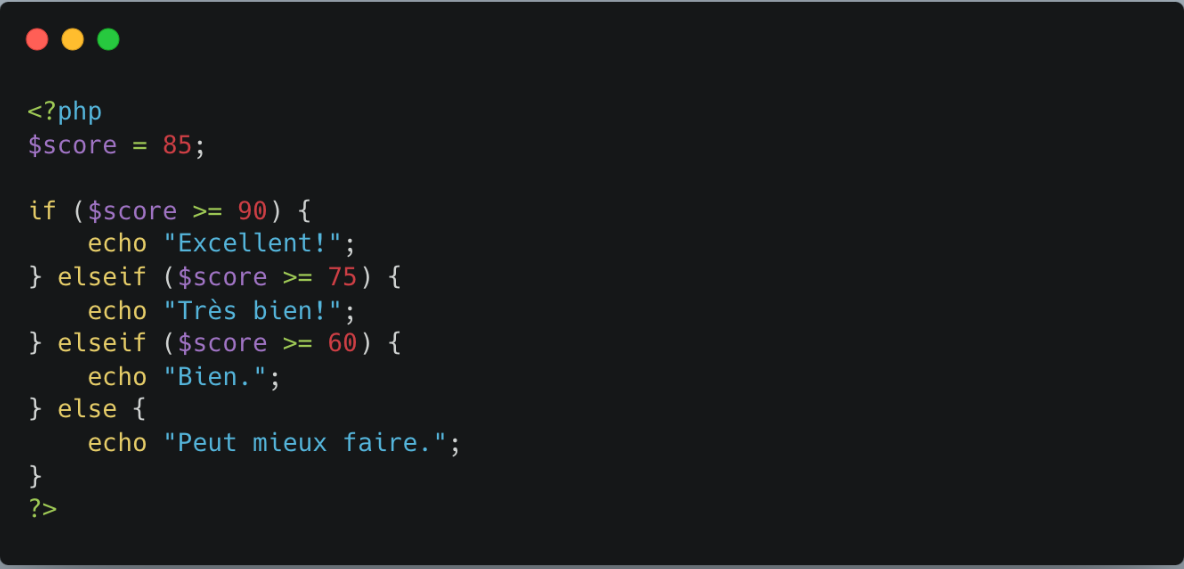 <?php
$score = 85;

if ($score >= 90) {
    echo "Excellent!";
} elseif ($score >= 75) {
    echo "Très bien!";
} elseif ($score >= 60) {
    echo "Bien.";
} else {
    echo "Peut mieux faire.";
}
?>